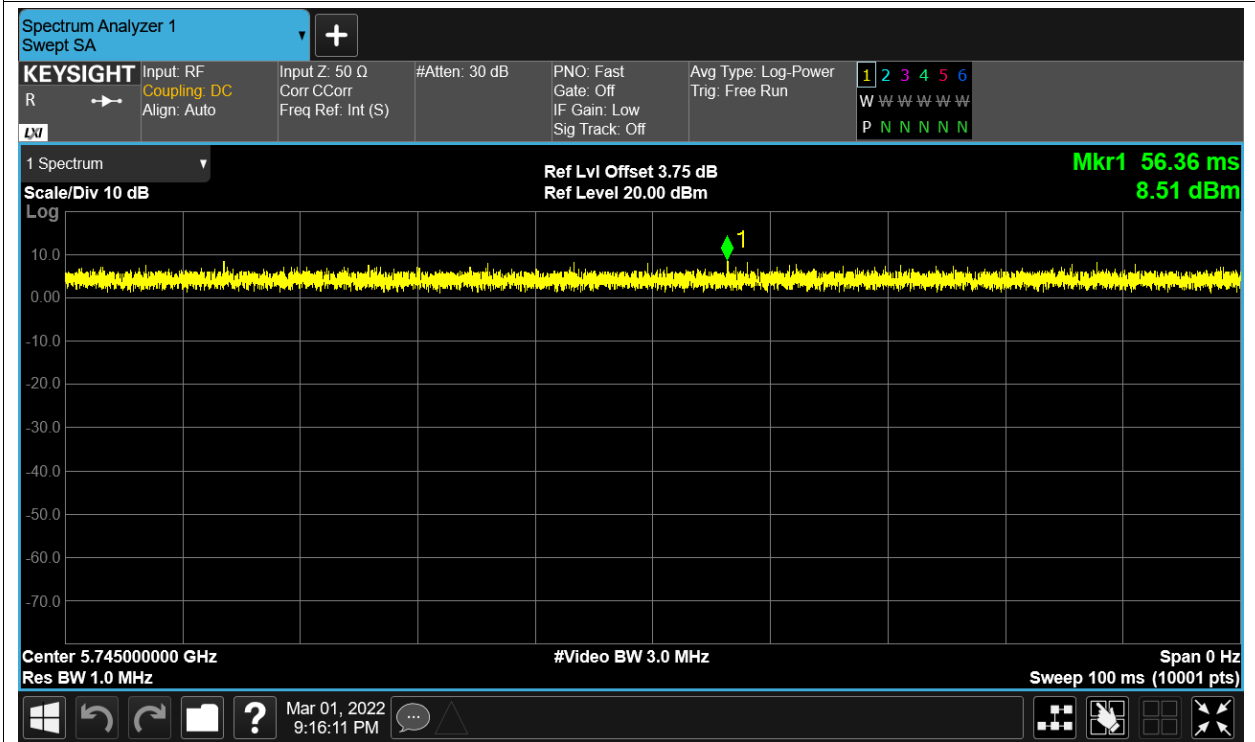 Spectrum Analyzer 1
Swept SA
KEYSIGHT Input: RF Input Z: 50 Ω #Atten: 30 dB PNO: Fast Avg Type: Log-Power 1 2 3 4 5 6
R Coupling: DC Corr CCorr Gate: Off Trig: Free Run W W W W W W
Align: Auto Freq Ref: Int (S) IF Gain: Low
LXI Sig Track: Off P N N N N N
1 Spectrum Ref Lvl Offset 3.75 dB Mkr1 56.36 ms
Scale/Div 10 dB Ref Level 20.00 dBm 8.51 dBm
Log
1
10.0
0.00
-10.0
-20.0
-30.0
-40.0
-50.0
-60.0
-70.0
Center 5.745000000 GHz #Video BW 3.0 MHz Span 0 Hz
Res BW 1.0 MHz Sweep 100 ms (10001 pts)
? Mar 01, 2022
9:16:11 PM